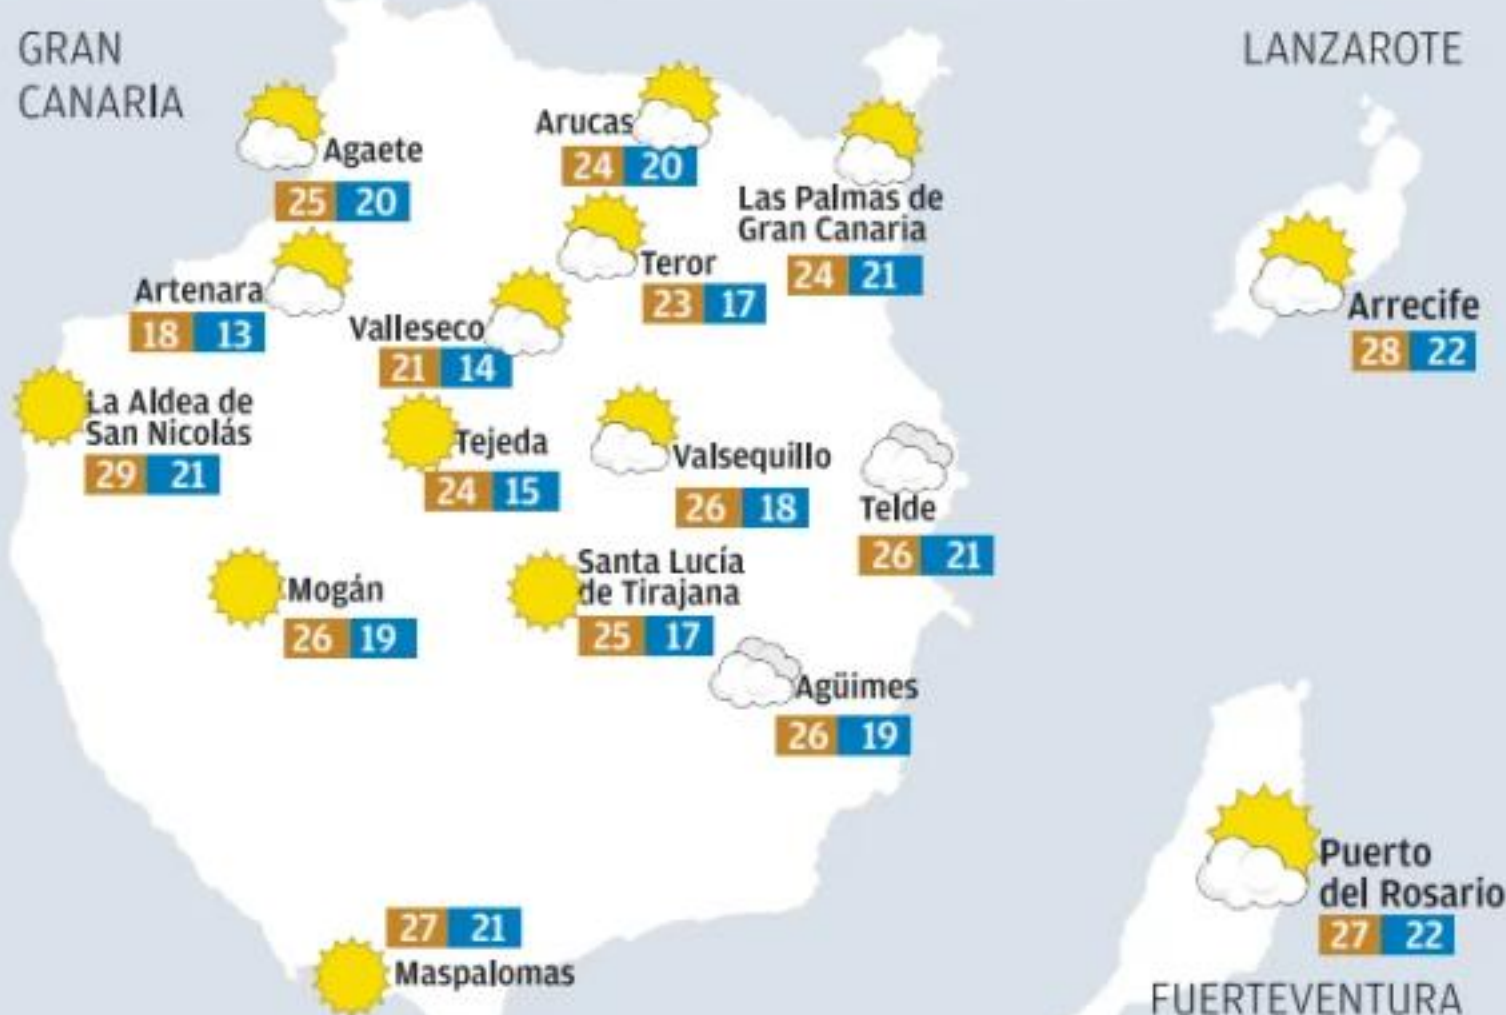 GRAN
CANARIA
LANZAROTE
Agaete
25 20
Arucas
24 20
Las Palmas de
Gran Canaria
24 21
Teror
23 17
Artenara
18 13
Valleseco
21 14
Arrecife
28 22
La Aldea de
San Nicolás
29 21
Tejeda
24 15
Valsequillo
26 18
Telde
26 21
Mogán
26 19
Santa Lucía
de Tirajana
25 17
Agüimes
26 19
Puerto
del Rosario
27 22
27 21
Maspalomas
FUERTEVENTURA